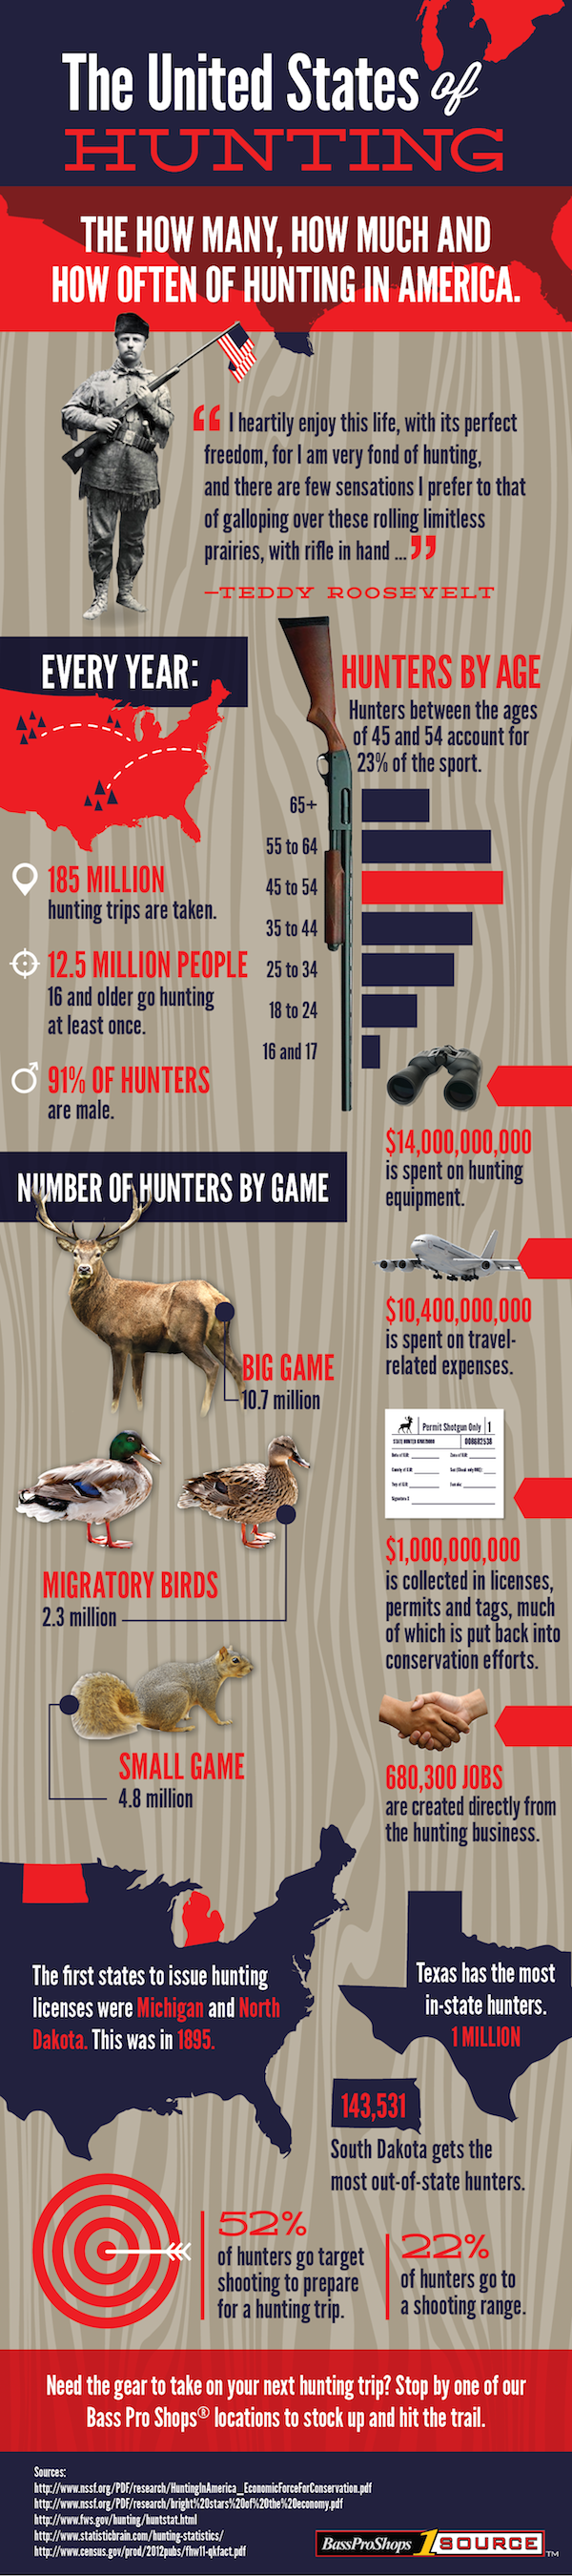 The United States of
HUNTING
THE HOW MANY, HOW MUCH AND
HOW OFTEN OF HUNTING IN AMERICA.
“ I heartily enjoy this life, with its perfect
freedom, for I am very fond of hunting,
and there are few sensations I prefer to that
of galloping over these rolling limitless
prairies, with rifle in hand ... ”
–TEDDY ROOSEVELT
EVERY YEAR:
185 MILLION
hunting trips are taken.
12.5 MILLION PEOPLE
16 and older go hunting
at least once.
91% OF HUNTERS
are male.
HUNTERS BY AGE
Hunters between the ages
of 45 and 54 account for
23% of the sport.
65+
55 to 64
45 to 54
35 to 44
25 to 34
18 to 24
16 and 17
$14,000,000,000
is spent on hunting
equipment.
$10,400,000,000
is spent on travel-
related expenses.
Permit Shotgun Only 1
$1,000,000,000
is collected in licenses,
permits and tags, much
of which is put back into
conservation efforts.
680,300 JOBS
are created directly from
the hunting business.
NUMBER OF HUNTERS BY GAME
BIG GAME
10.7 million
MIGRATORY BIRDS
2.3 million
SMALL GAME
4.8 million
The first states to issue hunting
licenses were Michigan and North
Dakota. This was in 1895.
Texas has the most
in-state hunters.
1 MILLION
143,531
South Dakota gets the
most out-of-state hunters.
52%
of hunters go target
shooting to prepare
for a hunting trip.
22%
of hunters go to
a shooting range.
Need the gear to take on your next hunting trip? Stop by one of our
Bass Pro Shops® locations to stock up and hit the trail.
Sources:
http://www.nssf.org/PDF/research/HuntingInAmerica_EconomicForceForConservation.pdf
http://www.nssf.org/PDF/research/bright%20stars%20of%20the%20economy.pdf
http://www.fws.gov/hunting/huntstat.html
http://www.statisticbrain.com/hunting-statistics/
http://www.census.gov/prod/2012pubs/fhw11-qkfact.pdf
BassProShops 1 SOURCE TM